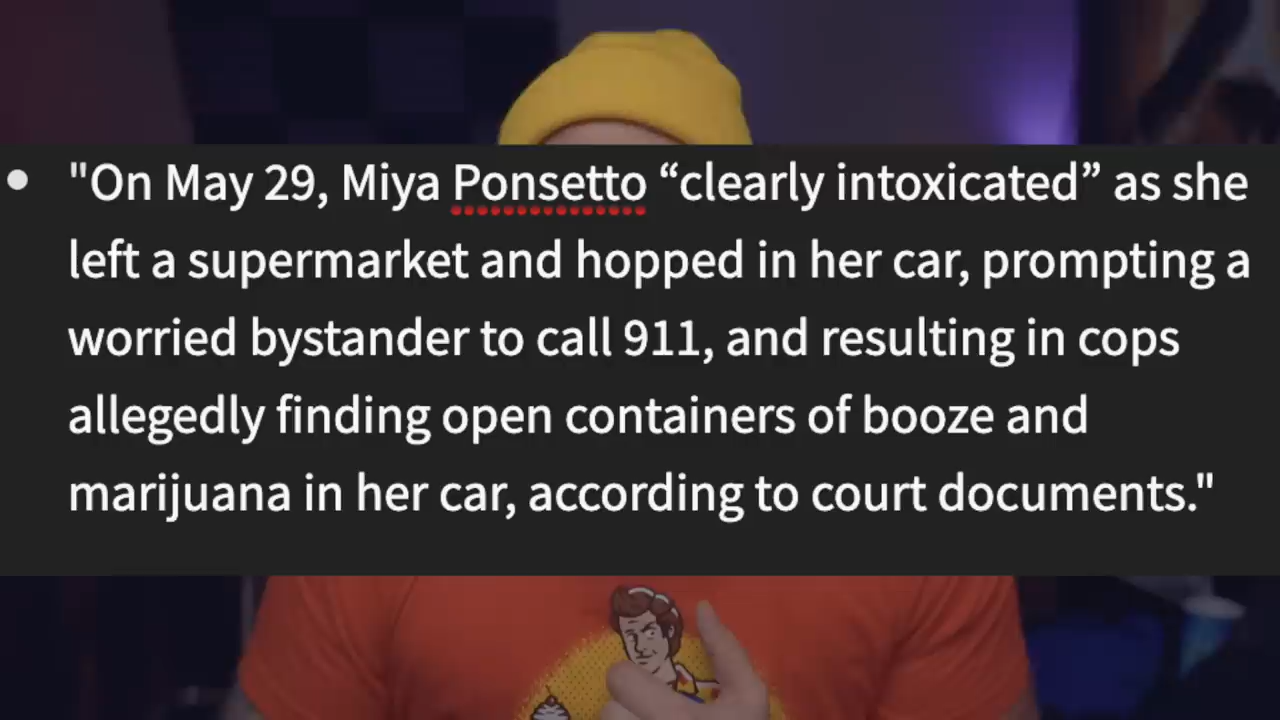 • "On May 29, Miya Ponsetto “clearly intoxicated” as she
left a supermarket and hopped in her car, prompting a
worried bystander to call 911, and resulting in cops
allegedly finding open containers of booze and
marijuana in her car, according to court documents."